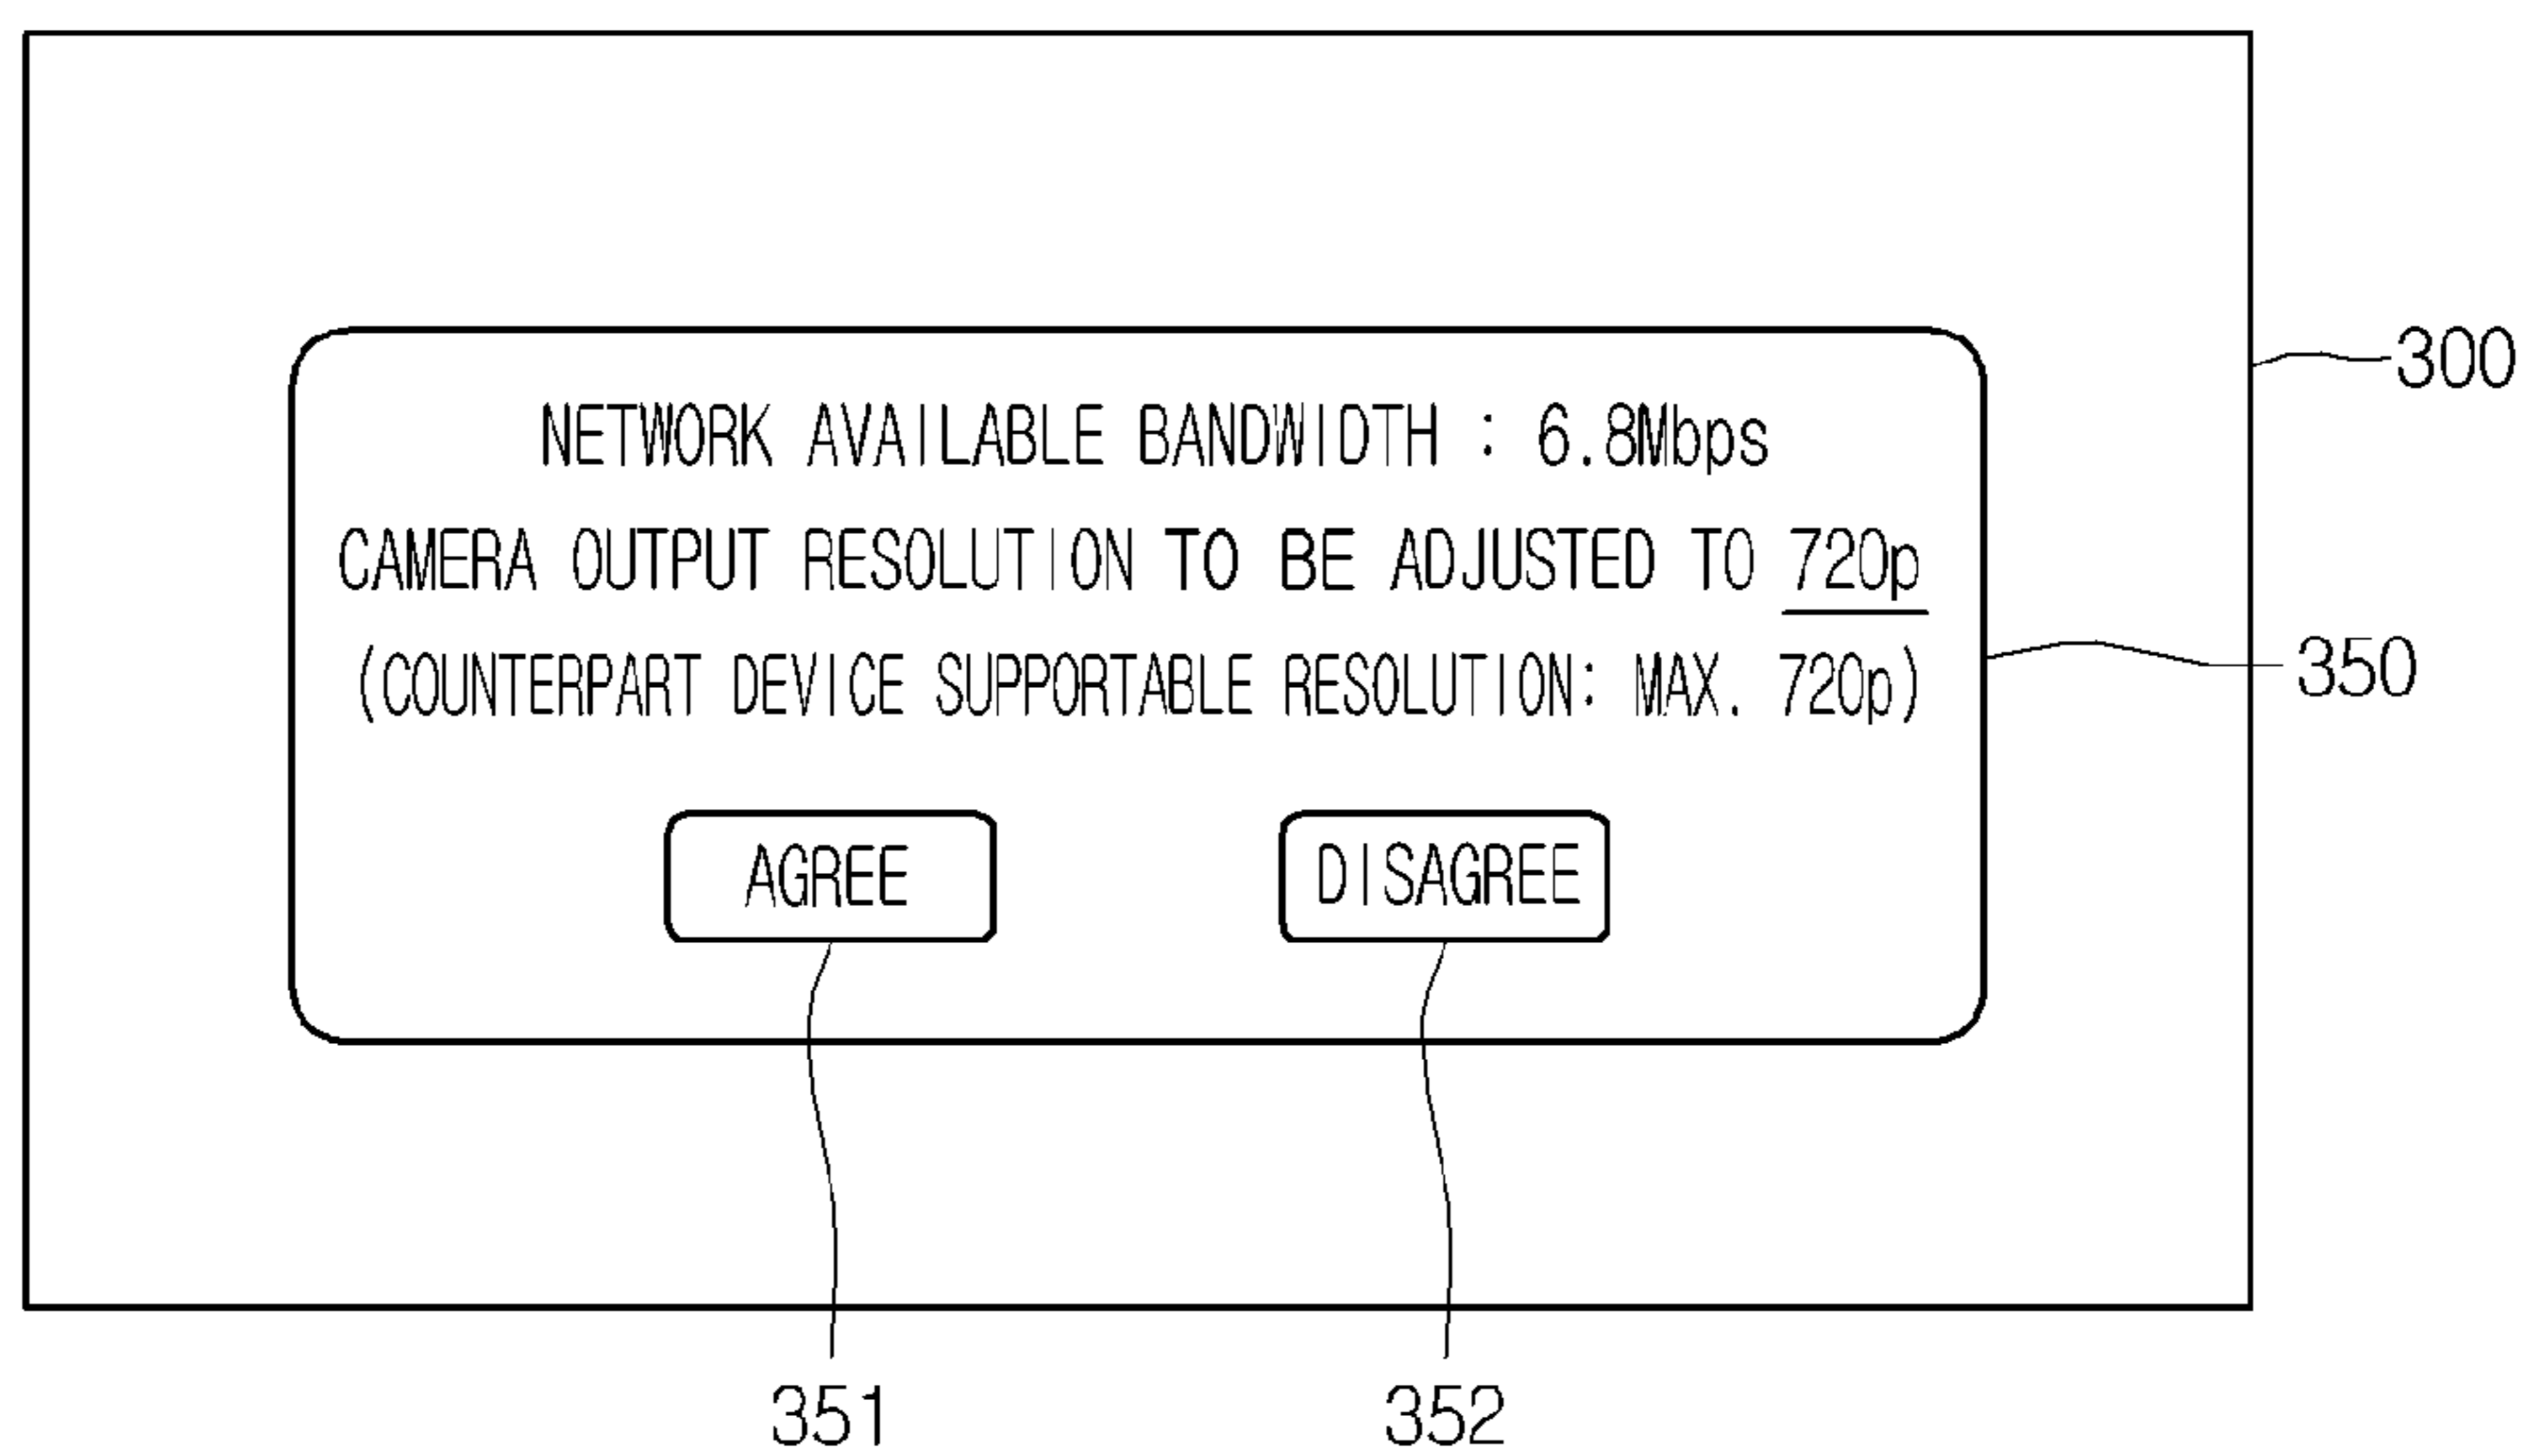 NETWORK AVAILABLE BANDWIDTH : 6.8Mbps
CAMERA OUTPUT RESOLUTION TO BE ADJUSTED TO 720p
(COUNTERPART DEVICE SUPPORTABLE RESOLUTION: MAX. 720p)
AGREE DISAGREE
300
350
351 352